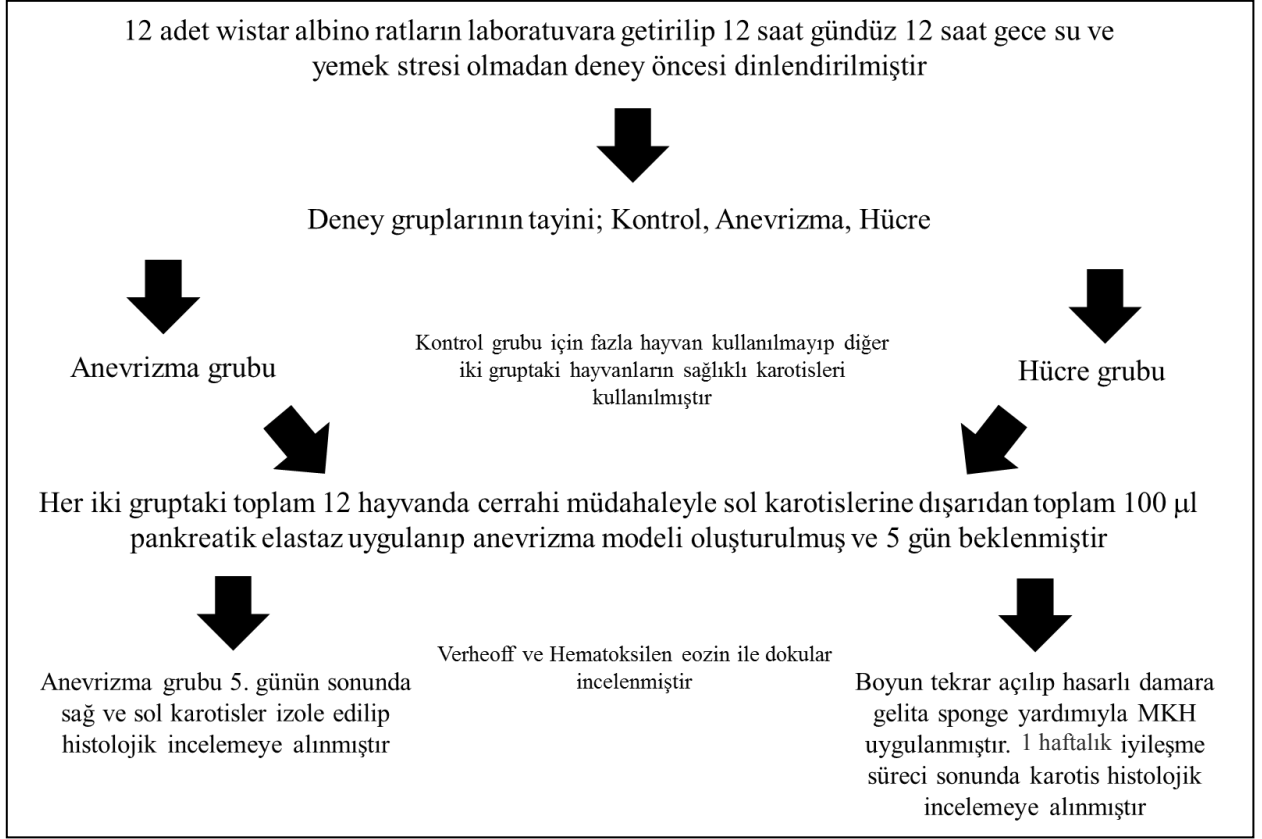 12 adet wistar albino ratların laboratuvara getirilip 12 saat gündüz 12 saat gece su ve
yemek stresi olmadan deney öncesi dinlendirilmiştir
Deney gruplarının tayini; Kontrol, Anevrizma, Hücre
Anevrizma grubu
Kontrol grubu için fazla hayvan kullanılmayıp diğer
iki gruptaki hayvanların sağlıklı karotisleri
kullanılmıştır
Hücre grubu
Her iki gruptaki toplam 12 hayvanda cerrahi müdahaleyle sol karotislerine dışarıdan toplam 100 µl
pankreatik elastaz uygulanıp anevrizma modeli oluşturulmuş ve 5 gün beklenmiştir
Anevrizma grubu 5. günün sonunda
sağ ve sol karotisler izole edilip
histolojik incelemeye alınmıştır
Verheoff ve Hematoksilen eozin ile dokular
incelenmiştir
Boyun tekrar açılıp hasarlı damara
gelita sponge yardımıyla MKH
uygulanmıştır. 1 haftalık iyileşme
süreci sonunda karotis histolojik
incelemeye alınmıştır